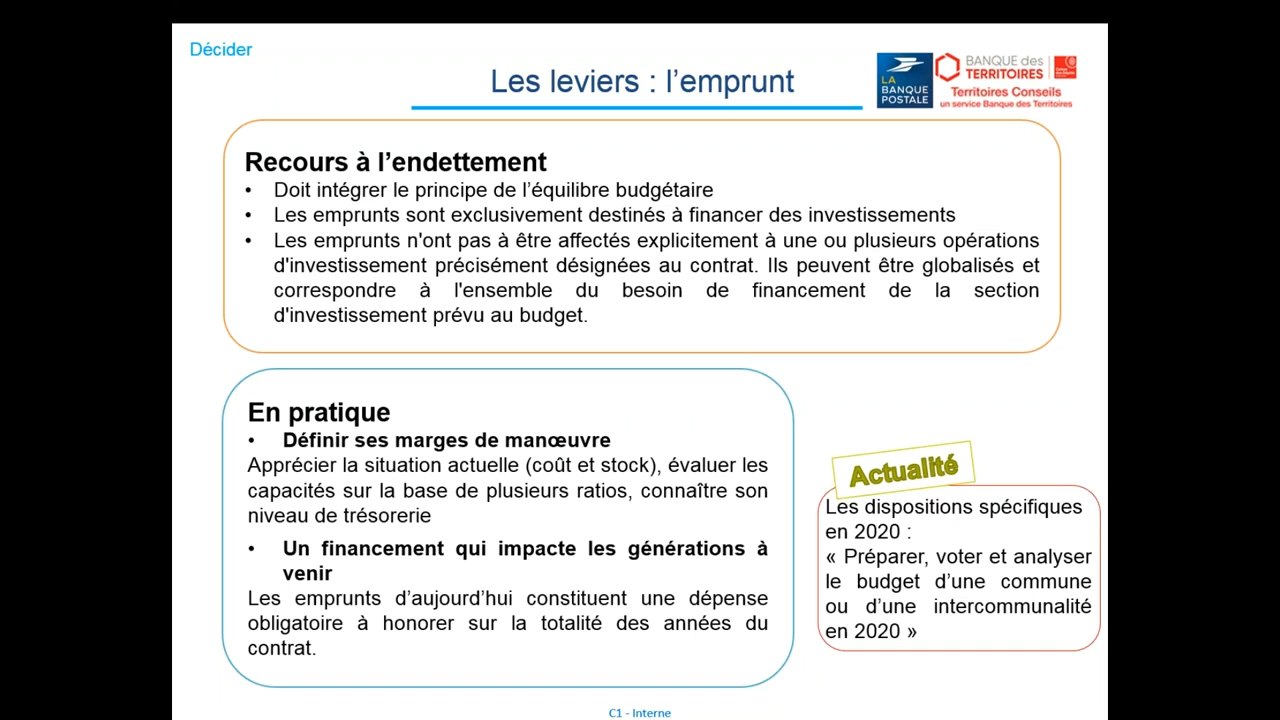 Décider
Les leviers : l’emprunt
LA
BANQUE
POSTALE
BANQUE des
TERRITOIRES
Territoires Conseils
un service Banque des Territoires
Recours à l’endettement
• Doit intégrer le principe de l’équilibre budgétaire
• Les emprunts sont exclusivement destinés à financer des investissements
• Les emprunts n'ont pas à être affectés explicitement à une ou plusieurs opérations
d'investissement précisément désignées au contrat. Ils peuvent être globalisés et
correspondre à l'ensemble du besoin de financement de la section
d'investissement prévu au budget.
En pratique
• Définir ses marges de manœuvre
Apprécier la situation actuelle (coût et stock), évaluer les
capacités sur la base de plusieurs ratios, connaître son
niveau de trésorerie
• Un financement qui impacte les générations à
venir
Les emprunts d’aujourd’hui constituent une dépense
obligatoire à honorer sur la totalité des années du
contrat.
Actualité
Les dispositions spécifiques
en 2020 :
« Préparer, voter et analyser
le budget d’une commune
ou d’une intercommunalité
en 2020 »
C1 - Interne